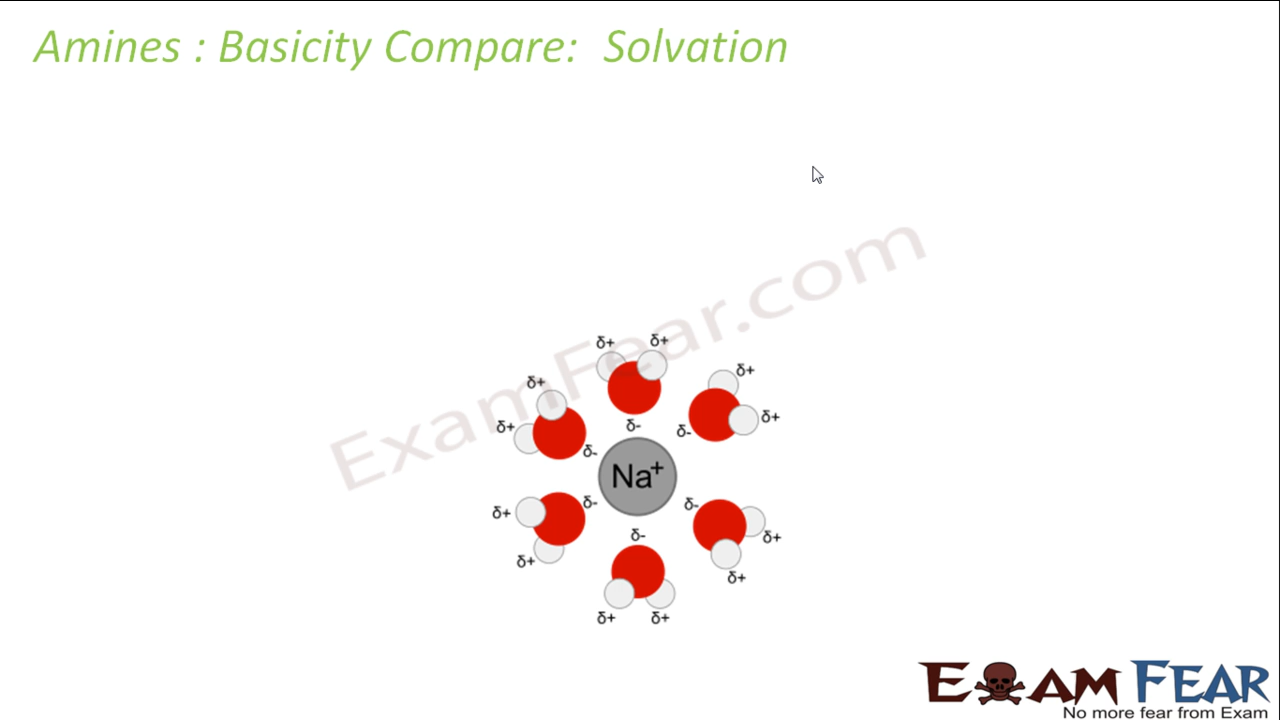 Amines : Basicity Compare: Solvation
ExamFear.com
δ+ δ+
δ+ δ+
δ+ δ+
δ- δ-
δ- 
Na+
δ- δ-
δ+ δ-
δ+ δ+
δ+ δ+
δ+ δ+
EXAM FEAR
No more fear from Exam